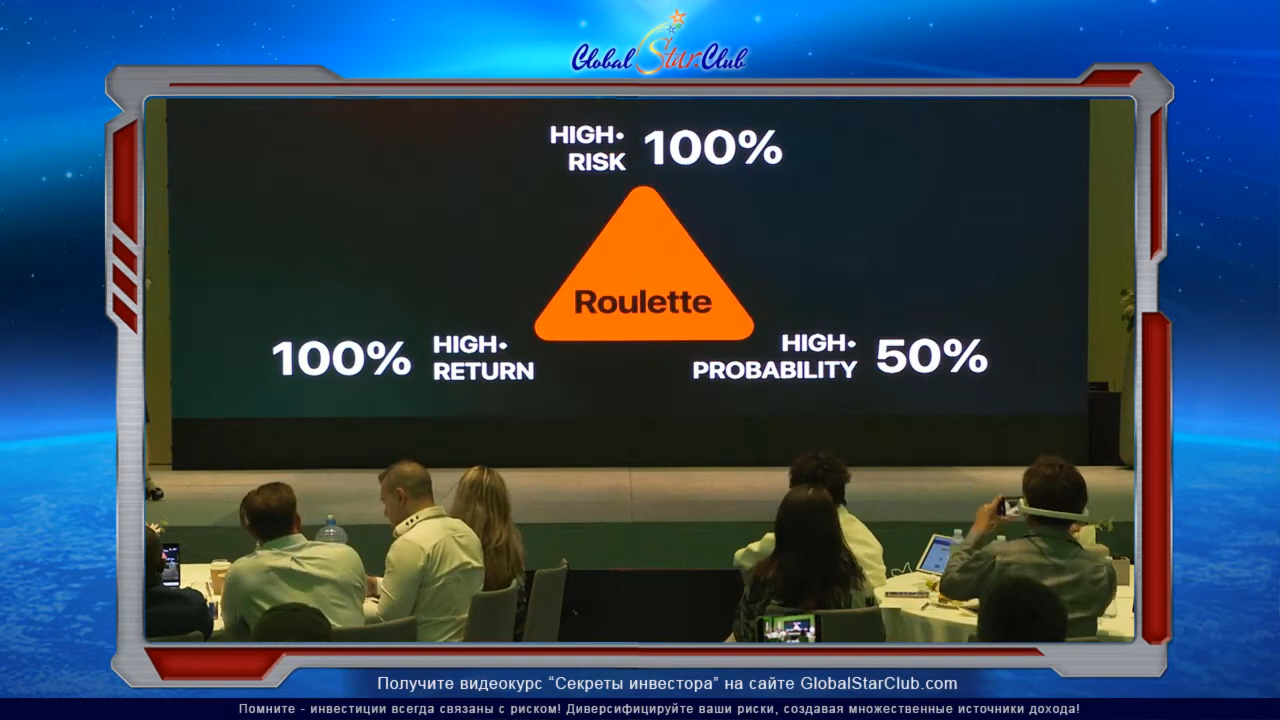 Global Star Club
HIGH•
RISK
100%
Roulette
100%
HIGH•
RETURN
HIGH•
PROBABILITY
50%
Получите видеокурс “Секреты инвестора” на сайте GlobalStarClub.com
Помните - инвестиции всегда связаны с риском! Диверсифицируйте ваши риски, создавая множественные источники дохода!